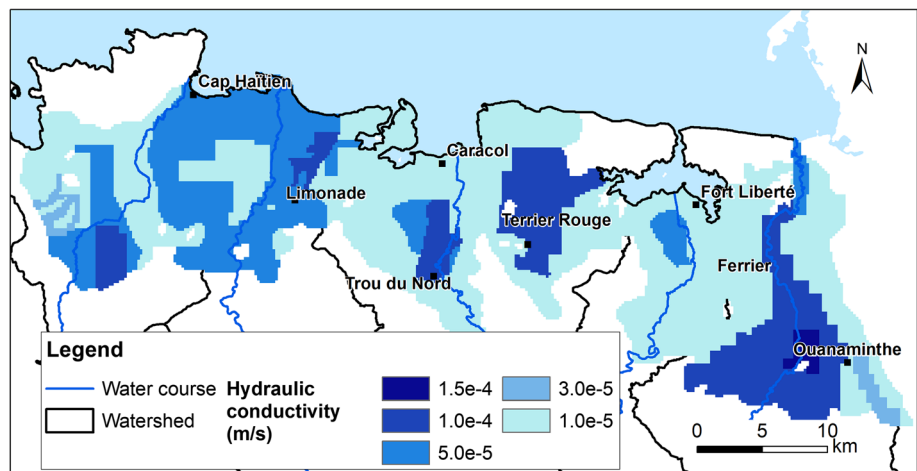 N
Cap Haïtien
Caracol
Limonade
Fort Liberté
Terrier Rouge
Ferrier
Trou du Nord
Ouanaminthe
Legend
Water course
Watershed
Hydraulic
conductivity
(m/s)
1.5e-4
1.0e-4
5.0e-5
3.0e-5
1.0e-5
0 5 10
km